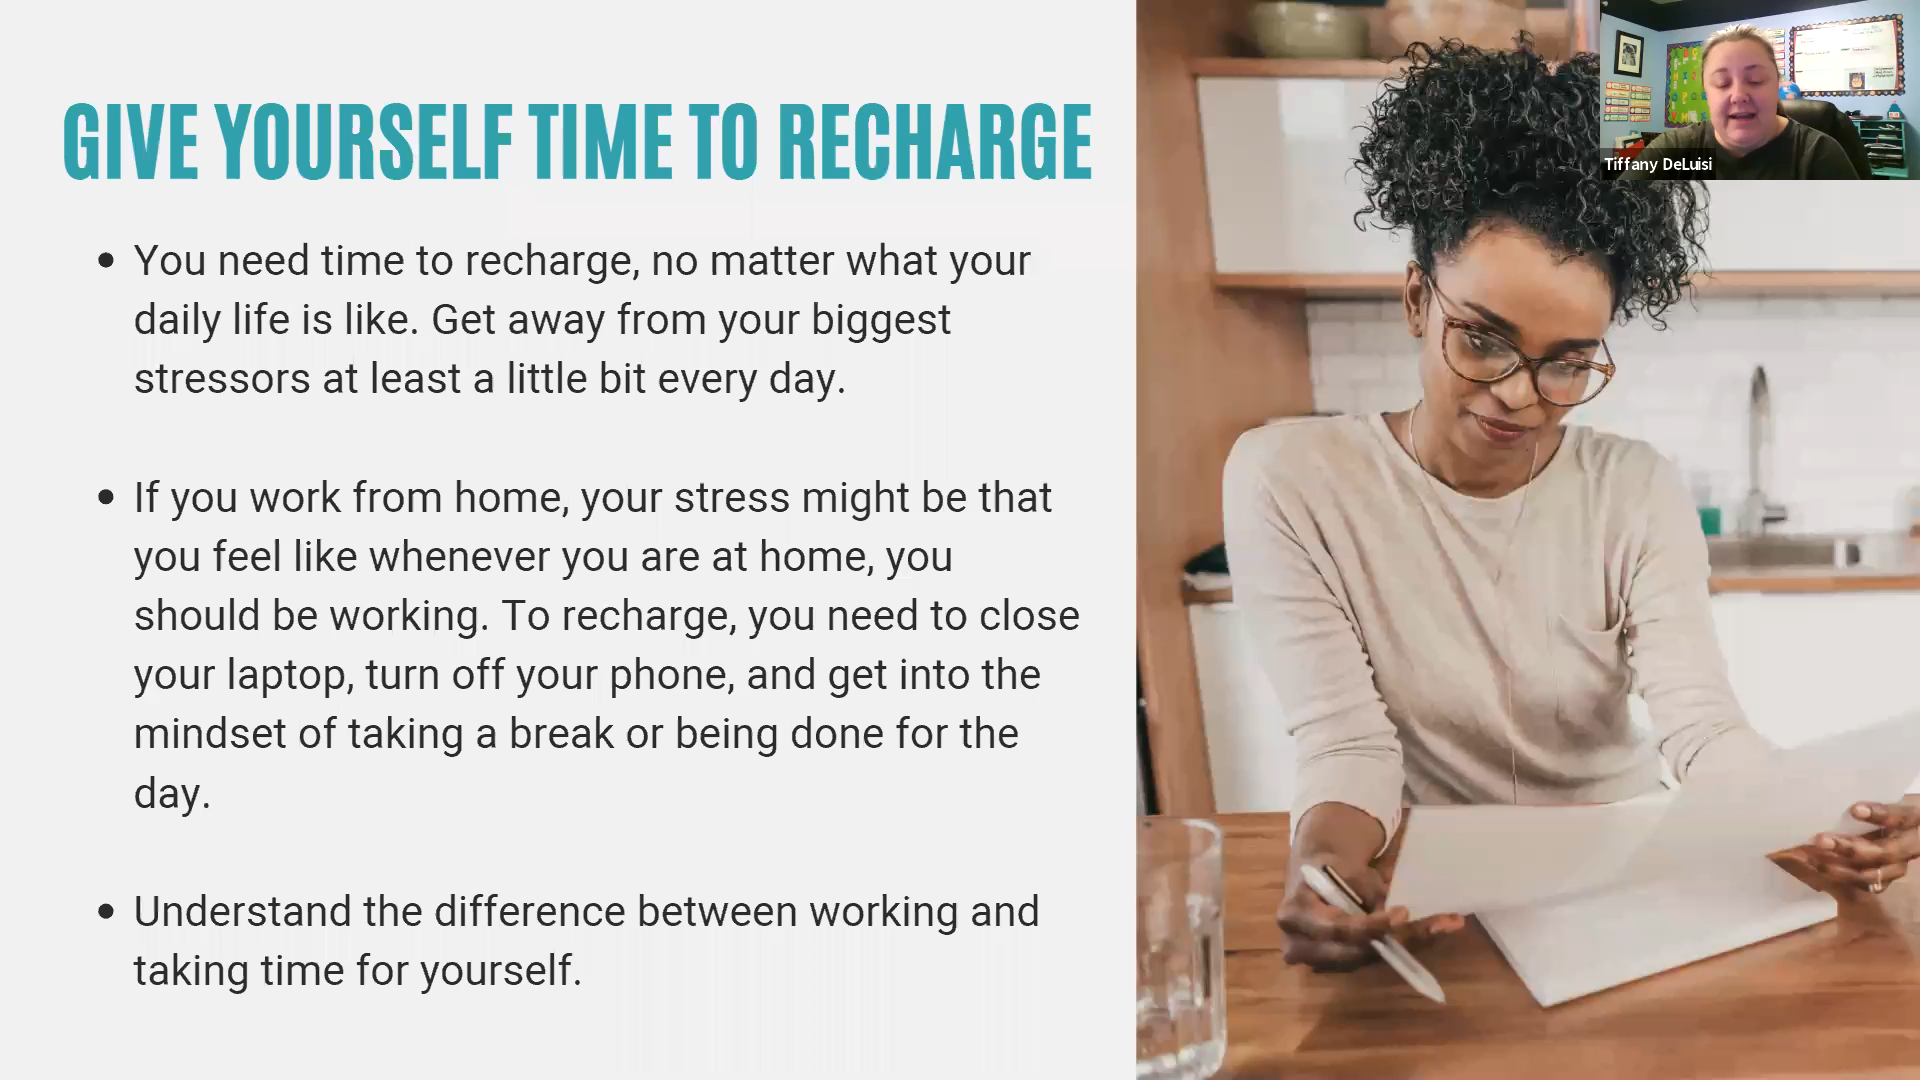 GIVE YOURSELF TIME TO RECHARGE
• You need time to recharge, no matter what your
daily life is like. Get away from your biggest
stressors at least a little bit every day.
• If you work from home, your stress might be that
you feel like whenever you are at home, you
should be working. To recharge, you need to close
your laptop, turn off your phone, and get into the
mindset of taking a break or being done for the
day.
• Understand the difference between working and
taking time for yourself.
Tiffany DeLuisi